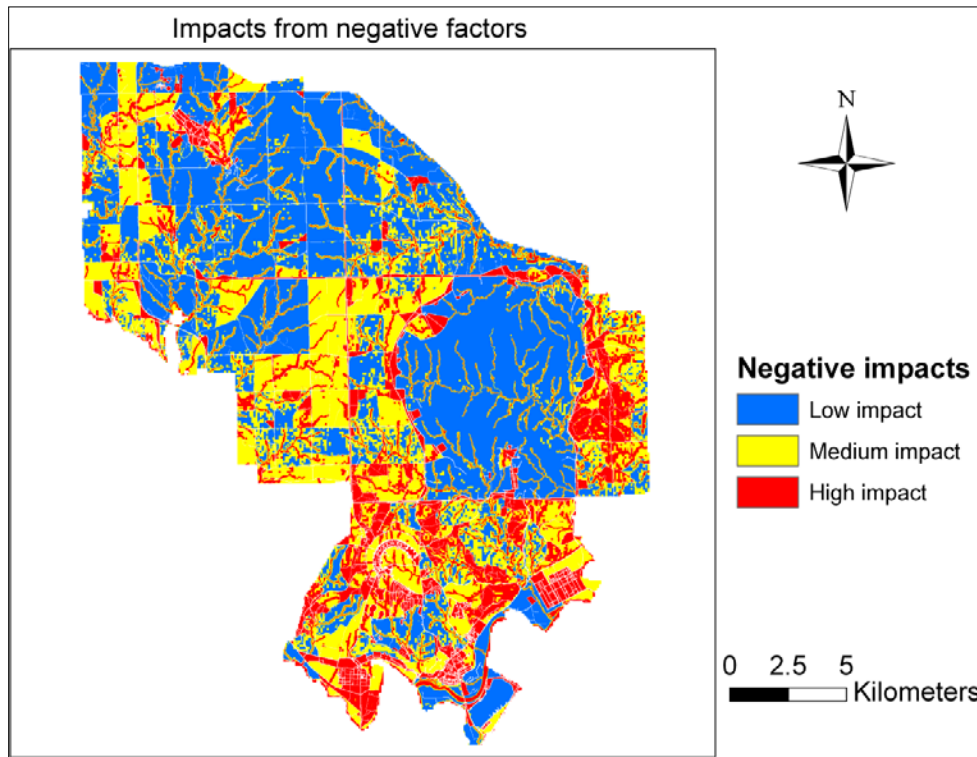 Impacts from negative factors
N
Negative impacts
Low impact
Medium impact
High impact
0 2.5 5
Kilometers